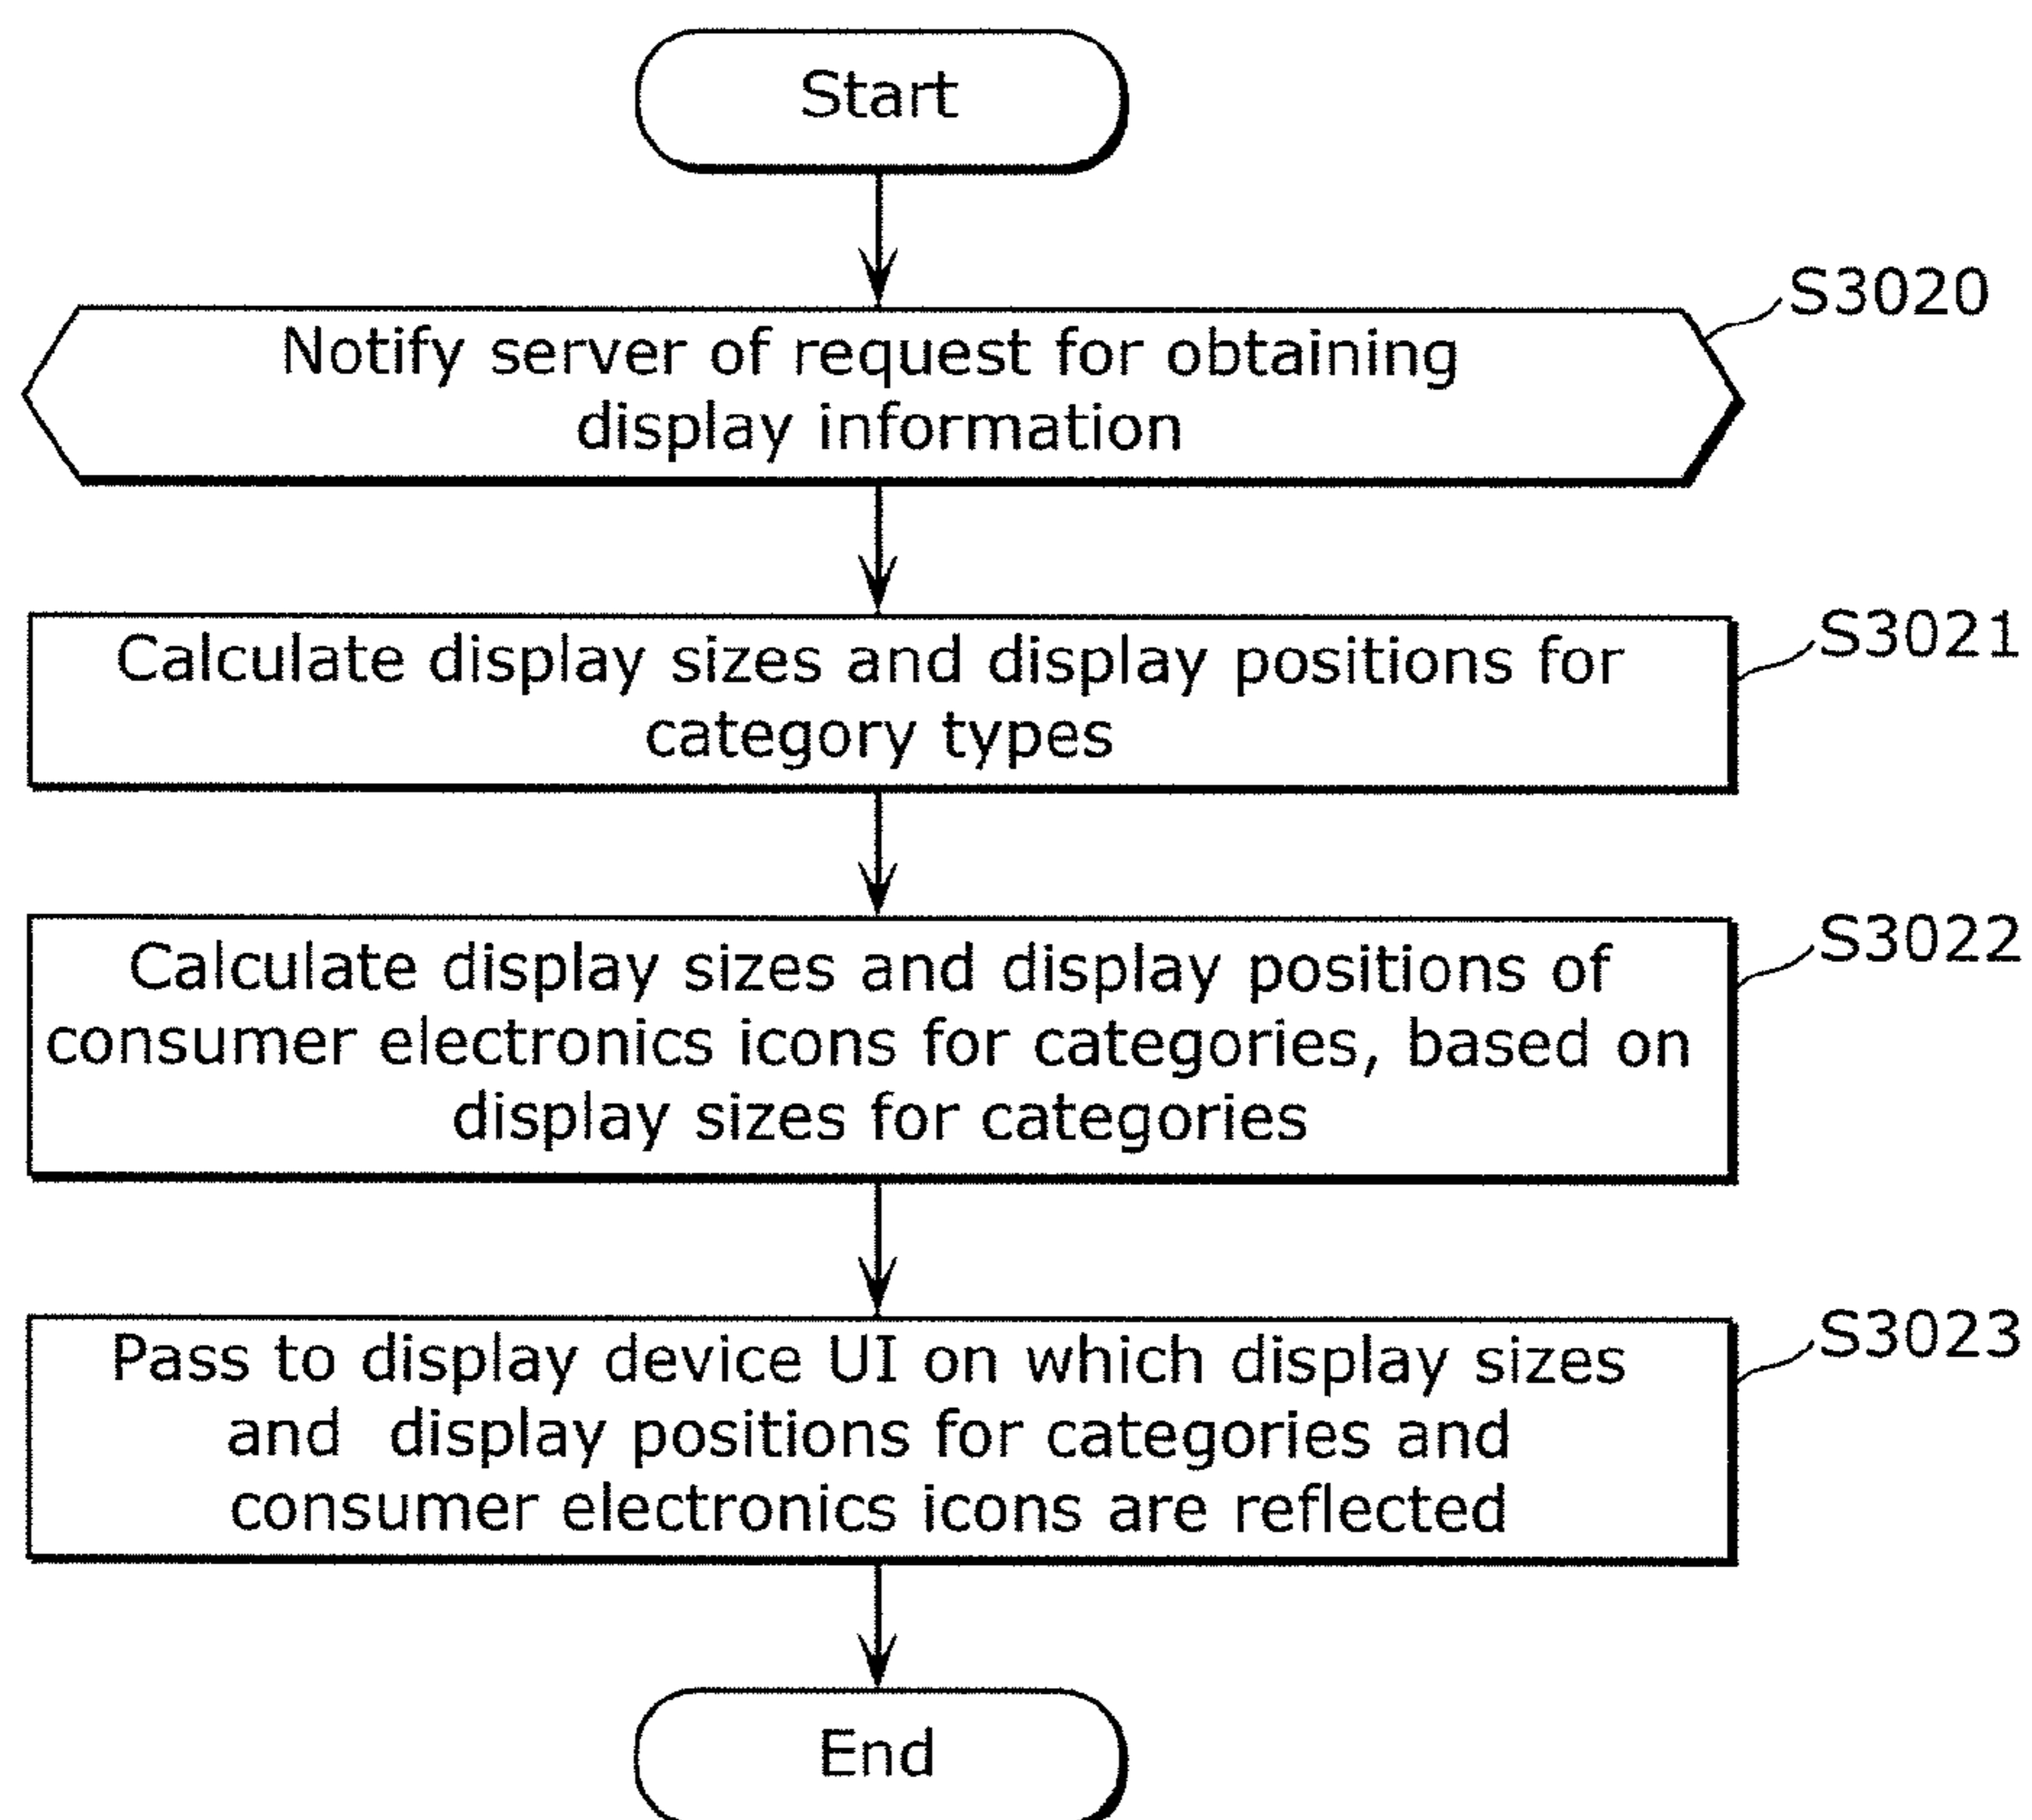 Start
S3020
Notify server of request for obtaining
display information
S3021
Calculate display sizes and display positions for
category types
S3022
Calculate display sizes and display positions of
consumer electronics icons for categories, based on
display sizes for categories
S3023
Pass to display device UI on which display sizes
and display positions for categories and
consumer electronics icons are reflected
End